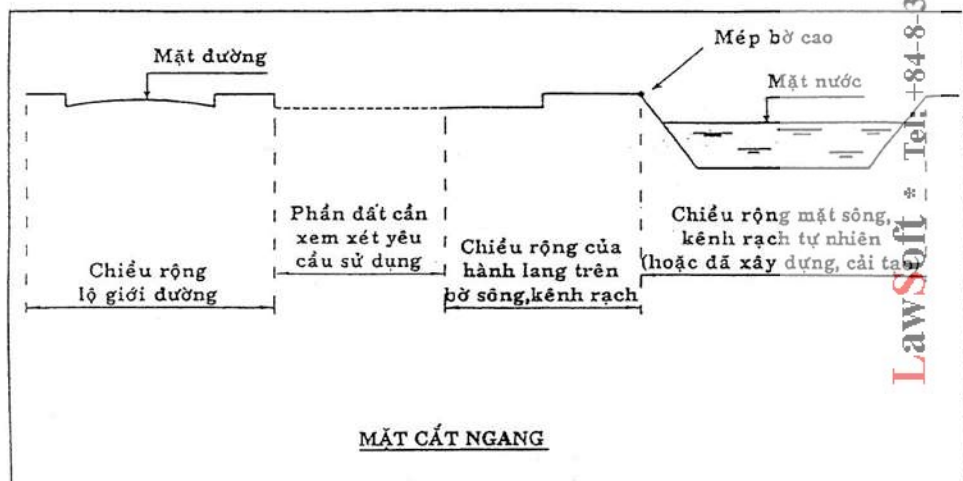 Mặt đường
Mép bờ cao
Mặt nước
Chiều rộng
lộ giới đường
Phần đất cần
xem xét yêu
cầu sử dụng
Chiều rộng của
hành lang trên
bờ sông,kênh rạch
Chiều rộng mặt sông,
kênh rạch tự nhiên
(hoặc đã xây dựng, cải tạo)
MẶT CẮT NGANG
LawSoft * Tel: +84-8-3